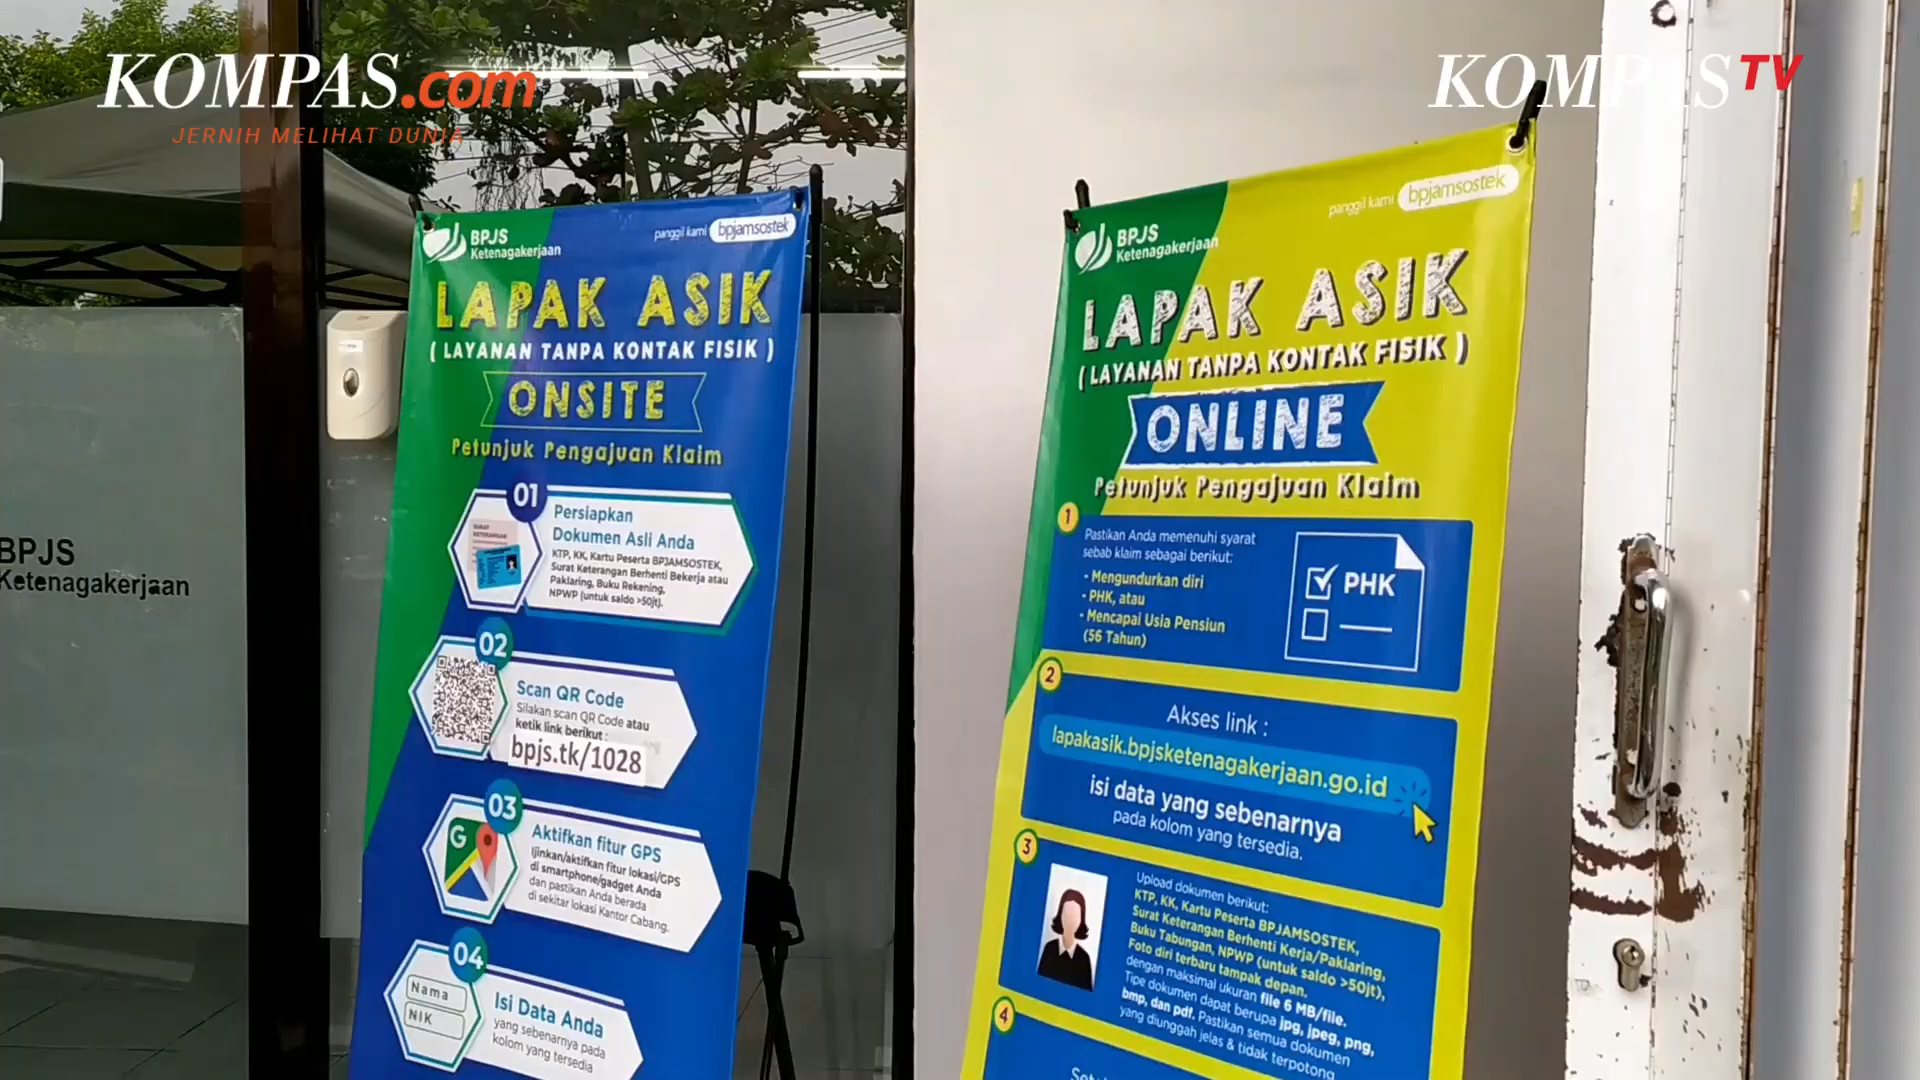 KOMPAS.com
JERNIH MELIHAT DUNIA
KOMPAS TV
BPJS
Ketenagakerjaan
BPJS
Ketenagakerjaan
panggil kami bpjamsostek
LAPAK ASIK
( LAYANAN TANPA KONTAK FISIK )
ONSITE
Petunjuk Pengajuan Klaim
01
SURAT
KETERANGAN
Persiapkan
Dokumen Asli Anda
KTP, KK, Kartu Peserta BPJAMSOSTEK,
Surat Keterangan Berhenti Bekerja atau
Paklaring, Buku Rekening,
NPWP (untuk saldo >50jt).
02
Scan QR Code
Silakan scan QR Code atau
ketik link berikut :
bpjs.tk/1028
03
G
Aktifkan fitur GPS
Ijinkan/aktifkan fitur lokasi/GPS
di smartphone/gadget Anda
dan pastikan Anda berada
di sekitar lokasi Kantor Cabang.
04
Nama
NIK
Isi Data Anda
yang sebenarnya pada
kolom yang tersedia
BPJS
Ketenagakerjaan
panggil kami bpjamsostek
LAPAK ASIK
( LAYANAN TANPA KONTAK FISIK )
ONLINE
Petunjuk Pengajuan Klaim
1
Pastikan Anda memenuhi syarat
sebab klaim sebagai berikut:
- Mengundurkan diri
- PHK, atau
- Mencapai Usia Pensiun
(56 Tahun)
PHK
2
Akses link :
lapakasik.bpjsketenagakerjaan.go.id
isi data yang sebenarnya
pada kolom yang tersedia.
3
Upload dokumen berikut:
KTP, KK, Kartu Peserta BPJAMSOSTEK,
Surat Keterangan Berhenti Kerja/Paklaring,
Buku Tabungan, NPWP (untuk saldo >50jt),
Foto diri terbaru tampak depan,
dengan maksimal ukuran file 6 MB/file.
Tipe dokumen dapat berupa jpg, jpeg, png,
bmp, dan pdf. Pastikan semua dokumen
yang diunggah jelas & tidak terpotong
4